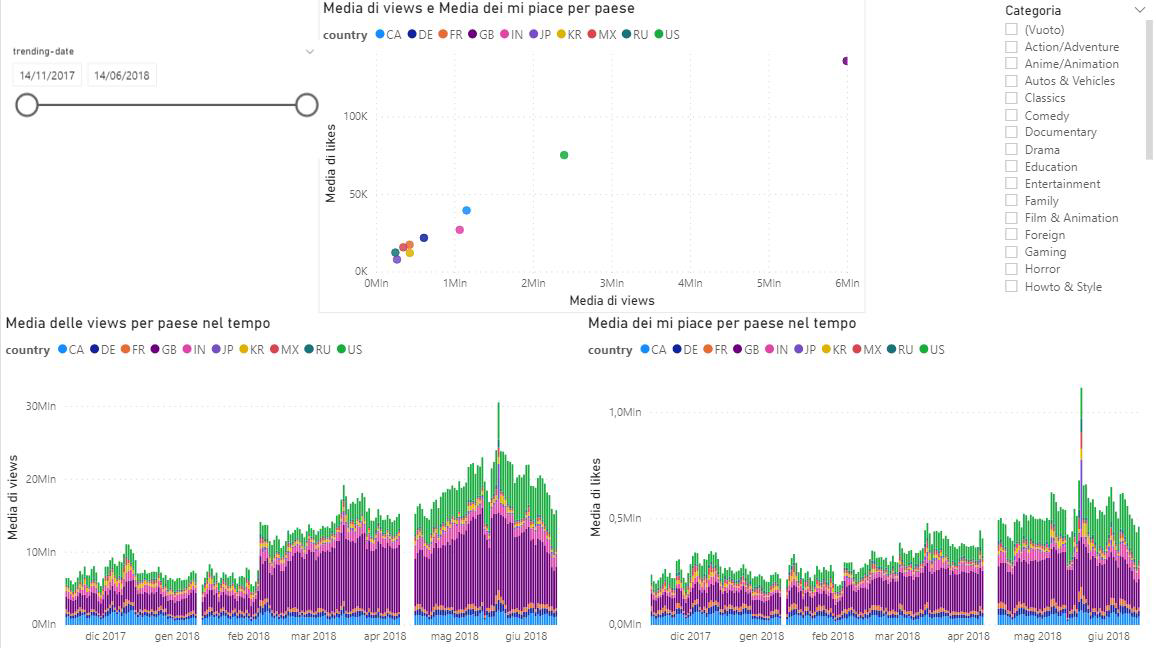 Media di views e Media dei mi piace per paese
country CA DE FR GB IN JP KR MX RU US
trending-date
14/11/2017 14/06/2018
Media di likes
100K
50K
0K
0Mln 1Mln 2Mln 3Mln 4Mln 5Mln 6Mln
Media di views
Categoria
(Vuoto)
Action/Adventure
Anime/Animation
Autos & Vehicles
Classics
Comedy
Documentary
Drama
Education
Entertainment
Family
Film & Animation
Foreign
Gaming
Horror
Howto & Style
Media delle views per paese nel tempo
country CA DE FR GB IN JP KR MX RU US
Media di views
30Mln
20Mln
10Mln
0Mln
dic 2017 gen 2018 feb 2018 mar 2018 apr 2018 mag 2018 giu 2018
Media dei mi piace per paese nel tempo
country CA DE FR GB IN JP KR MX RU US
Media di likes
1,0Mln
0,5Mln
0,0Mln
dic 2017 gen 2018 feb 2018 mar 2018 apr 2018 mag 2018 giu 2018